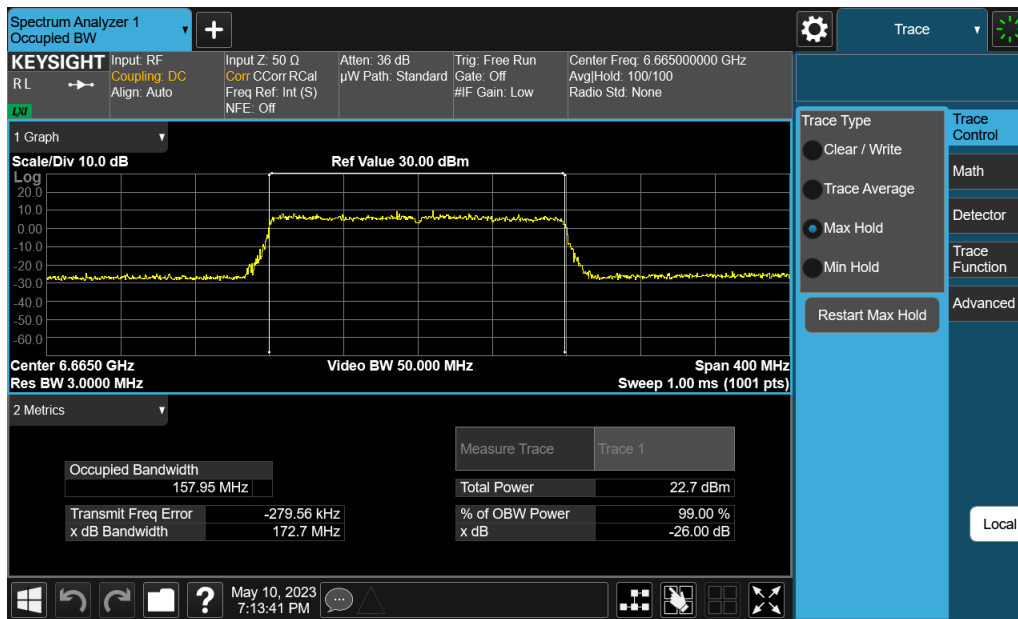 Spectrum Analyzer 1
Occupied BW
+
Trace
KEYSIGHT
RL
LXI
Input: RF
Coupling: DC
Align: Auto
Input Z: 50 Ω
Corr CCorr RCal
Freq Ref: Int (S)
NFE: Off
Atten: 36 dB
µW Path: Standard
Trig: Free Run
Gate: Off
#IF Gain: Low
Center Freq: 6.665000000 GHz
Avg|Hold: 100/100
Radio Std: None
1 Graph
Scale/Div 10.0 dB
Ref Value 30.00 dBm
Log
20.0
10.0
0.00
-10.0
-20.0
-30.0
-40.0
-50.0
-60.0
Center 6.6650 GHz
Video BW 50.000 MHz
Span 400 MHz
Res BW 3.0000 MHz
Sweep 1.00 ms (1001 pts)
2 Metrics
Measure Trace
Trace 1
Occupied Bandwidth
157.95 MHz
Total Power
22.7 dBm
Transmit Freq Error
-279.56 kHz
% of OBW Power
99.00 %
x dB Bandwidth
172.7 MHz
x dB
-26.00 dB
Trace Type
Clear / Write
Trace Average
Max Hold
Min Hold
Restart Max Hold
Trace
Control
Math
Detector
Trace
Function
Advanced
Local
?
May 10, 2023
7:13:41 PM